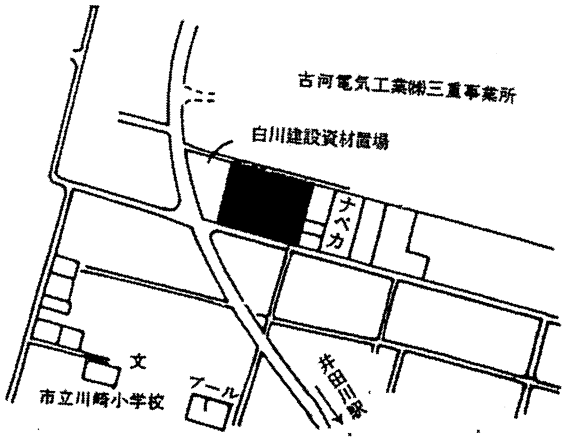 古河電気工業㈱三重事業所
白川建設資材置場
ナベカ
文
市立川崎小学校
プール
井田川駅